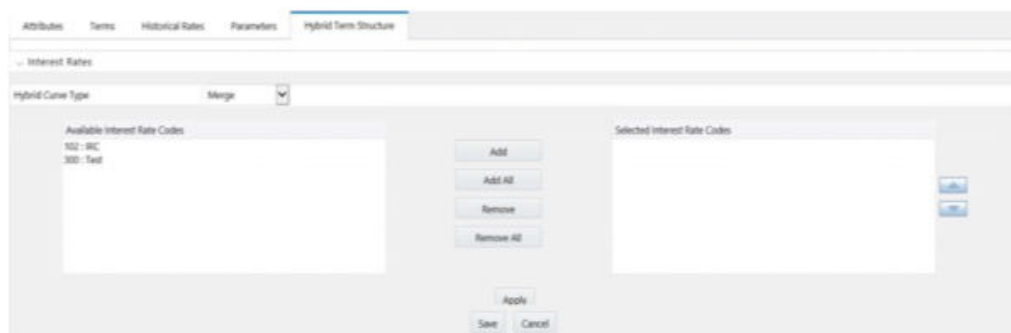 Attributes Terms Historical Rates Parameters Hybrid Term Structure
Interest Rates
Hybrid Curve Type Merge
Available Interest Rate Codes Selected Interest Rate Codes
102 : IRC
300 : Test
Add
Add All
Remove
Remove All
Apply
Save Cancel